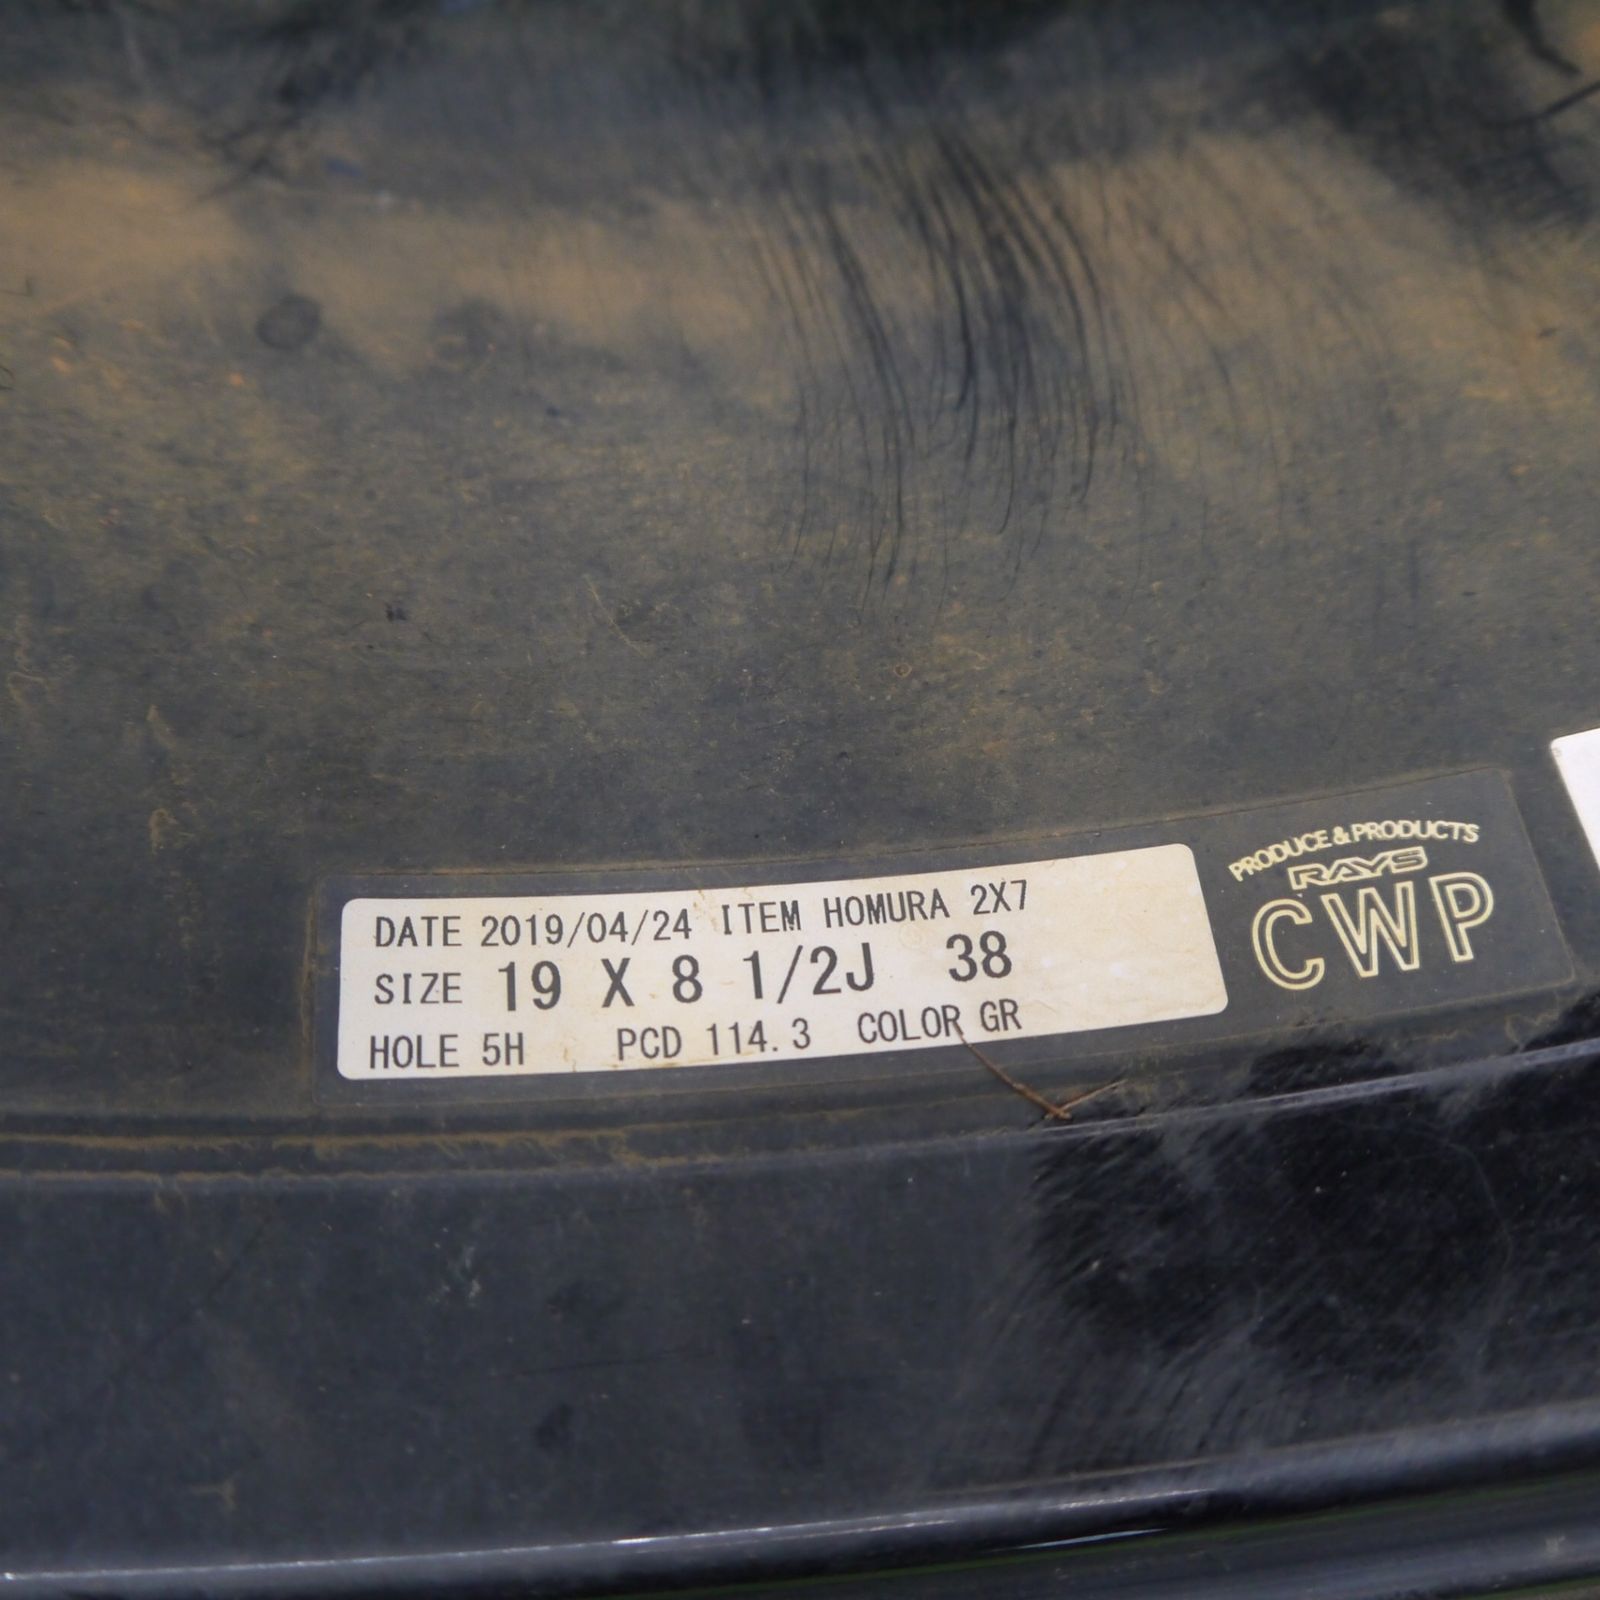 DATE 2019/04/24 ITEM HOMURA 2X7
SIZE 19 X 8 1/2J 38
HOLE 5H PCD 114.3 COLOR GR
PRODUCE & PRODUCTS
RAYS
CWP